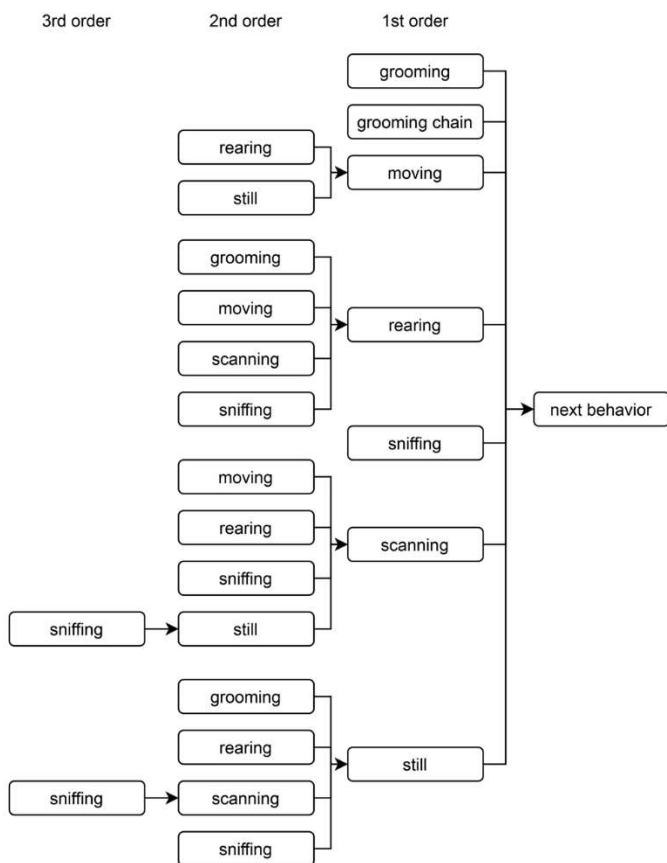 3rd order
2nd order
1st order
grooming
grooming chain
rearing
moving
still
grooming
moving
rearing
scanning
sniffing
next behavior
sniffing
moving
rearing
scanning
sniffing
sniffing
still
grooming
rearing
still
sniffing
scanning
sniffing